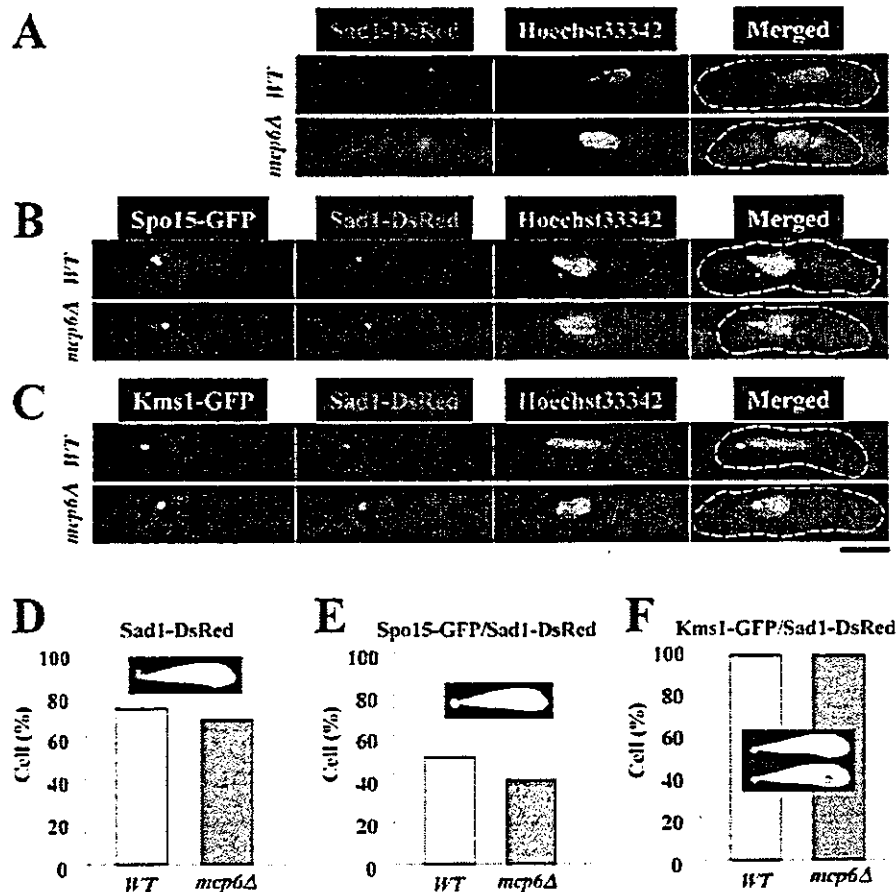 A
Sad1-DsRed Hoechst33342 Merged
WT
mcp6Δ
B
Spo15-GFP Sad1-DsRed Hoechst33342 Merged
WT
mcp6Δ
C
Kms1-GFP Sad1-DsRed Hoechst33342 Merged
WT
mcp6Δ
D
Sad1-DsRed
Cell (%)
100
80
60
40
20
0
WT mcp6Δ
E
Spo15-GFP/Sad1-DsRed
Cell (%)
100
80
60
40
20
0
WT mcp6Δ
F
Kms1-GFP/Sad1-DsRed
Cell (%)
100
80
60
40
20
0
WT mcp6Δ